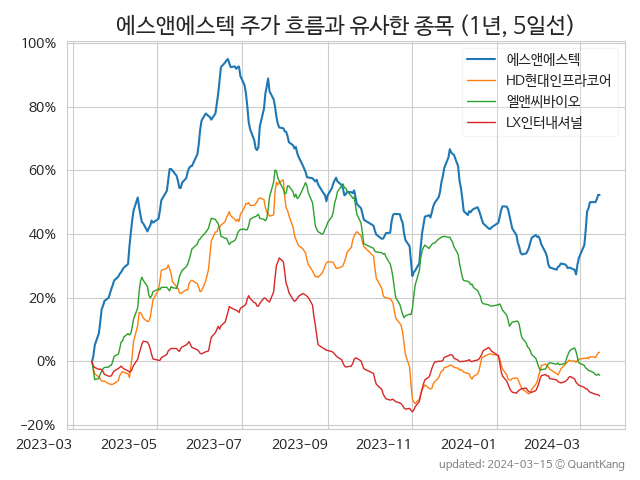 에스앤에스텍 주가 흐름과 유사한 종목 (1년, 5일선)
100%
80%
60%
40%
20%
0%
−20%
에스앤에스텍
HD현대인프라코어
엘앤씨바이오
LX인터내셔널
2023-03
2023-05
2023-07
2023-09
2023-11
2024-01
2024-03
updated: 2024-03-15 © QuantKang